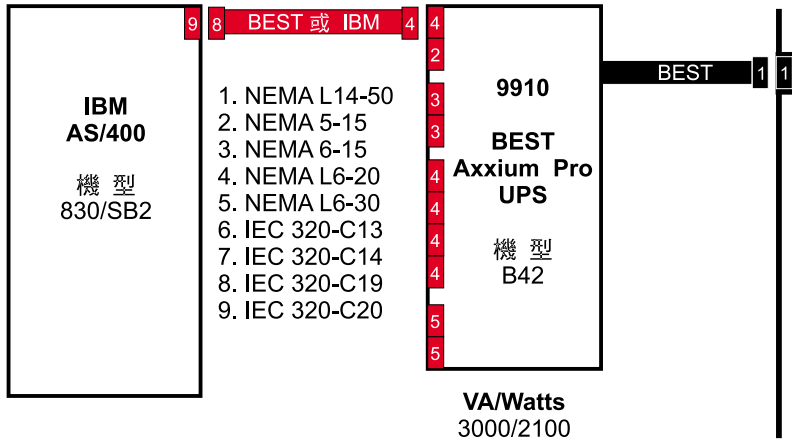 9 8 BEST 或 IBM 4 4
2
3
3
4
4
4
4
5
5
IBM
AS/400
機 型
830/SB2
1. NEMA L14-50
2. NEMA 5-15
3. NEMA 6-15
4. NEMA L6-20
5. NEMA L6-30
6. IEC 320-C13
7. IEC 320-C14
8. IEC 320-C19
9. IEC 320-C20
9910
BEST
Axxium Pro
UPS
機 型
B42
BEST 1 1
VA/Watts
3000/2100